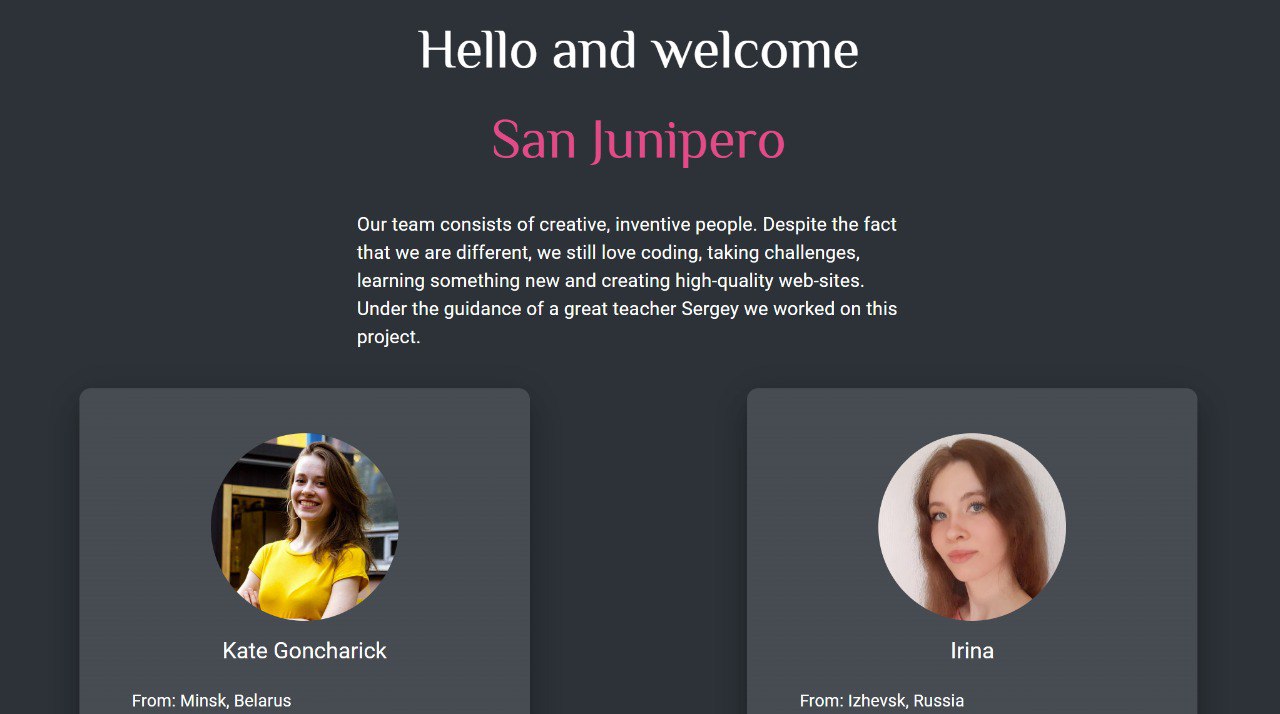 Hello and welcome
San Junipero
Our team consists of creative, inventive people. Despite the fact
that we are different, we still love coding, taking challenges,
learning something new and creating high-quality web-sites.
Under the guidance of a great teacher Sergey we worked on this
project.
Kate Goncharick
From: Minsk, Belarus
Irina
From: Izhevsk, Russia